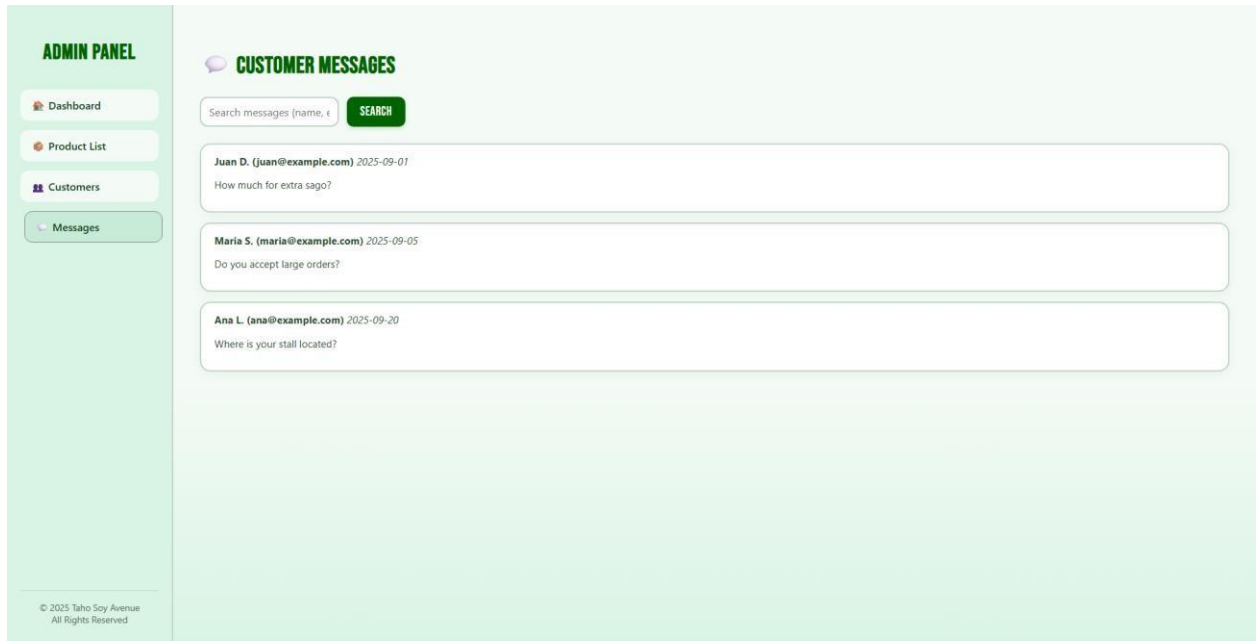 ADMIN PANEL
Dashboard
Product List
Customers
Messages
© 2025 Taho Soy Avenue
All Rights Reserved
CUSTOMER MESSAGES
Search messages (name, e
SEARCH
Juan D. (juan@example.com) 2025-09-01
How much for extra sago?
Maria S. (maria@example.com) 2025-09-05
Do you accept large orders?
Ana L. (ana@example.com) 2025-09-20
Where is your stall located?